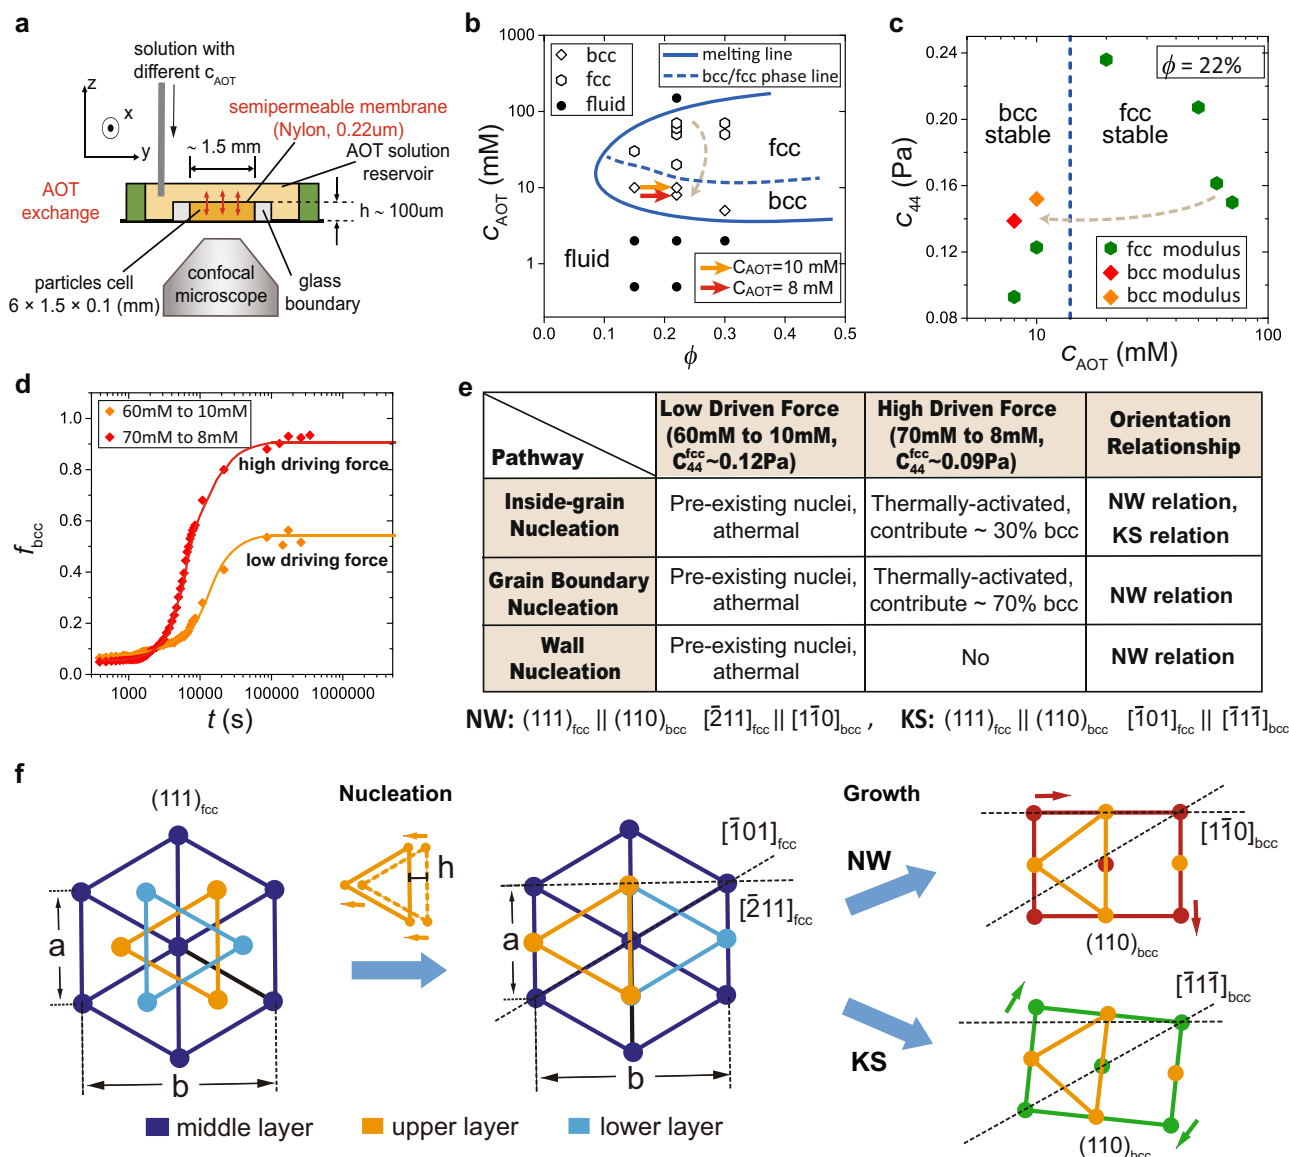 a
solution with
different c_AOT
z
x
y
semipermeable membrane
(Nylon, 0.22um)
~ 1.5 mm
AOT solution
reservoir
AOT
exchange
h ~ 100um
particles cell
6 × 1.5 × 0.1 (mm)
confocal
microscope
glass
boundary
b
1000
100
10
1
C_AOT (mM)
bcc
fcc
fluid
melting line
bcc/fcc phase line
fcc
bcc
fluid
C_AOT=10 mM
C_AOT= 8 mM
0.0 0.1 0.2 0.3 0.4 0.5
ϕ
c
0.24
0.20
0.16
0.12
0.08
C_44 (Pa)
ϕ = 22%
bcc
stable
fcc
stable
fcc modulus
bcc modulus
bcc modulus
10 100
C_AOT (mM)
d
1.0
0.8
0.6
0.4
0.2
0.0
f_bcc
60mM to 10mM
70mM to 8mM
high driving force
low driving force
1000 10000 100000 1000000
t (s)
e
Pathway
Low Driven Force
(60mM to 10mM,
C_44^fcc~0.12Pa)
High Driven Force
(70mM to 8mM,
C_44^fcc~0.09Pa)
Orientation
Relationship
Inside-grain
Nucleation
Pre-existing nuclei,
athermal
Thermally-activated,
contribute ~ 30% bcc
NW relation,
KS relation
Grain Boundary
Nucleation
Pre-existing nuclei,
athermal
Thermally-activated,
contribute ~ 70% bcc
NW relation
Wall
Nucleation
Pre-existing nuclei,
athermal
No
NW relation
NW: (111)_fcc || (110)_bcc [2̄11]_fcc || [11̄0]_bcc , KS: (111)_fcc || (110)_bcc [1̄01]_fcc || [1̄11̄]_bcc
f
(111)_fcc
a
b
Nucleation
h
[1̄01]_fcc
[2̄11]_fcc
a
b
Growth
NW
KS
[11̄0]_bcc
(110)_bcc
[1̄11̄]_bcc
(110)_bcc
middle layer
upper layer
lower layer